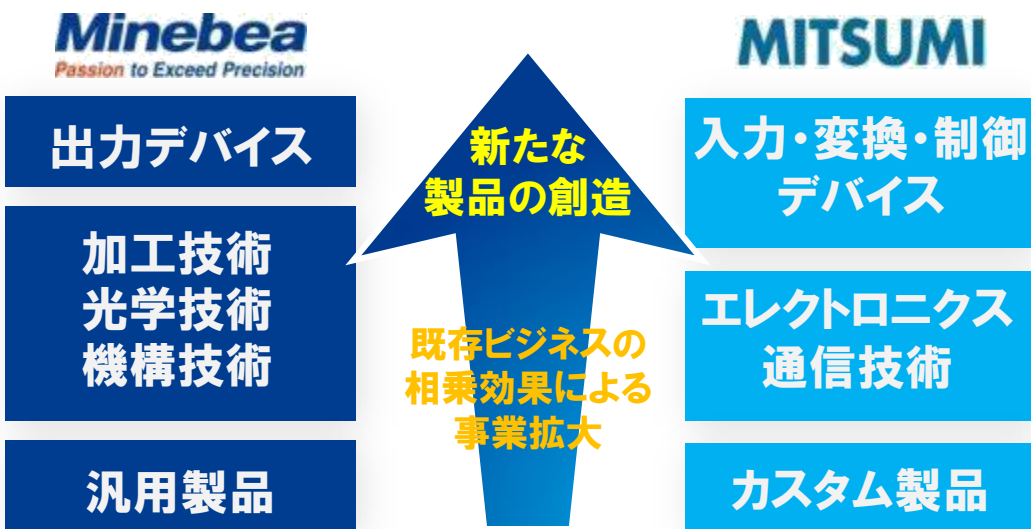 Minebea
Passion to Exceed Precision
出力デバイス
加工技術
光学技術
機構技術
汎用製品
新たな
製品の創造
既存ビジネスの
相乗効果による
事業拡大
MITSUMI
入力・変換・制御
デバイス
エレクトロニクス
通信技術
カスタム製品